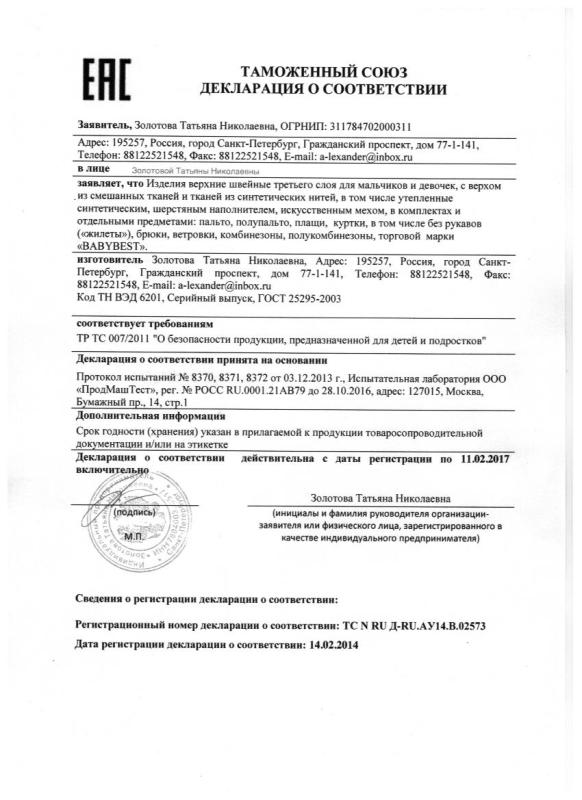 ЕАС
ТАМОЖЕННЫЙ СОЮЗ
ДЕКЛАРАЦИЯ О СООТВЕТСТВИИ
Заявитель, Золотова Татьяна Николаевна, ОГРНИП: 311784702000311
Адрес: 195257, Россия, город Санкт-Петербург, Гражданский проспект, дом 77-1-141,
Телефон: 88122521548, Факс: 88122521548, E-mail: a-lexander@inbox.ru
в лице Золотовой Татьяны Николаевны
заявляет, что Изделия верхние швейные третьего слоя для мальчиков и девочек, с верхом
из смешанных тканей и тканей из синтетических нитей, в том числе утепленные
синтетическим, шерстяным наполнителем, искусственным мехом, в комплектах и
отдельными предметами: пальто, полупальто, плащи, куртки, в том числе без рукавов
(«жилеты»), брюки, ветровки, комбинезоны, полукомбинезоны, торговой марки
«BABYBEST».
изготовитель Золотова Татьяна Николаевна, Адрес: 195257, Россия, город Санкт-
Петербург, Гражданский проспект, дом 77-1-141, Телефон: 88122521548, Факс:
88122521548, E-mail: a-lexander@inbox.ru
Код ТН ВЭД 6201, Серийный выпуск, ГОСТ 25295-2003
соответствует требованиям
ТР ТС 007/2011 "О безопасности продукции, предназначенной для детей и подростков"
Декларация о соответствии принята на основании
Протокол испытаний № 8370, 8371, 8372 от 03.12.2013 г., Испытательная лаборатория ООО
«ПродМашТест», рег. № РОСС RU.0001.21АВ79 до 28.10.2016, адрес: 127015, Москва,
Бумажный пр., 14, стр.1
Дополнительная информация
Срок годности (хранения) указан в прилагаемой к продукции товаросопроводительной
документации и/или на этикетке
Декларация о соответствии действительна с даты регистрации по 11.02.2017
включительно
Золотова Татьяна Николаевна
(подпись)
М.П.
(инициалы и фамилия руководителя организации-
заявителя или физического лица, зарегистрированного в
качестве индивидуального предпринимателя)
Сведения о регистрации декларации о соответствии:
Регистрационный номер декларации о соответствии: ТС N RU Д-RU.АУ14.В.02573
Дата регистрации декларации о соответствии: 14.02.2014